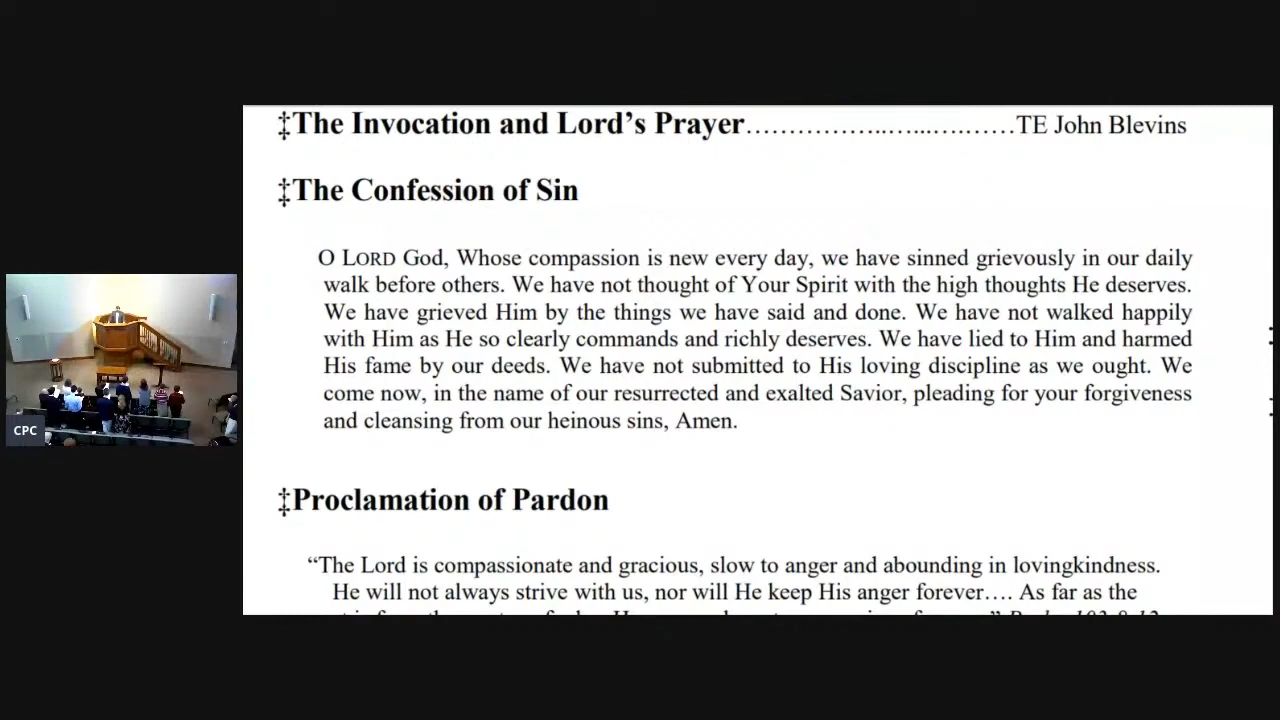 ‡The Invocation and Lord's Prayer……………..…...….……TE John Blevins
‡The Confession of Sin
O LORD God, Whose compassion is new every day, we have sinned grievously in our daily
walk before others. We have not thought of Your Spirit with the high thoughts He deserves.
We have grieved Him by the things we have said and done. We have not walked happily
with Him as He so clearly commands and richly deserves. We have lied to Him and harmed
His fame by our deeds. We have not submitted to His loving discipline as we ought. We
come now, in the name of our resurrected and exalted Savior, pleading for your forgiveness
and cleansing from our heinous sins, Amen.
CPC
‡Proclamation of Pardon
“The Lord is compassionate and gracious, slow to anger and abounding in lovingkindness.
He will not always strive with us, nor will He keep His anger forever…. As far as the